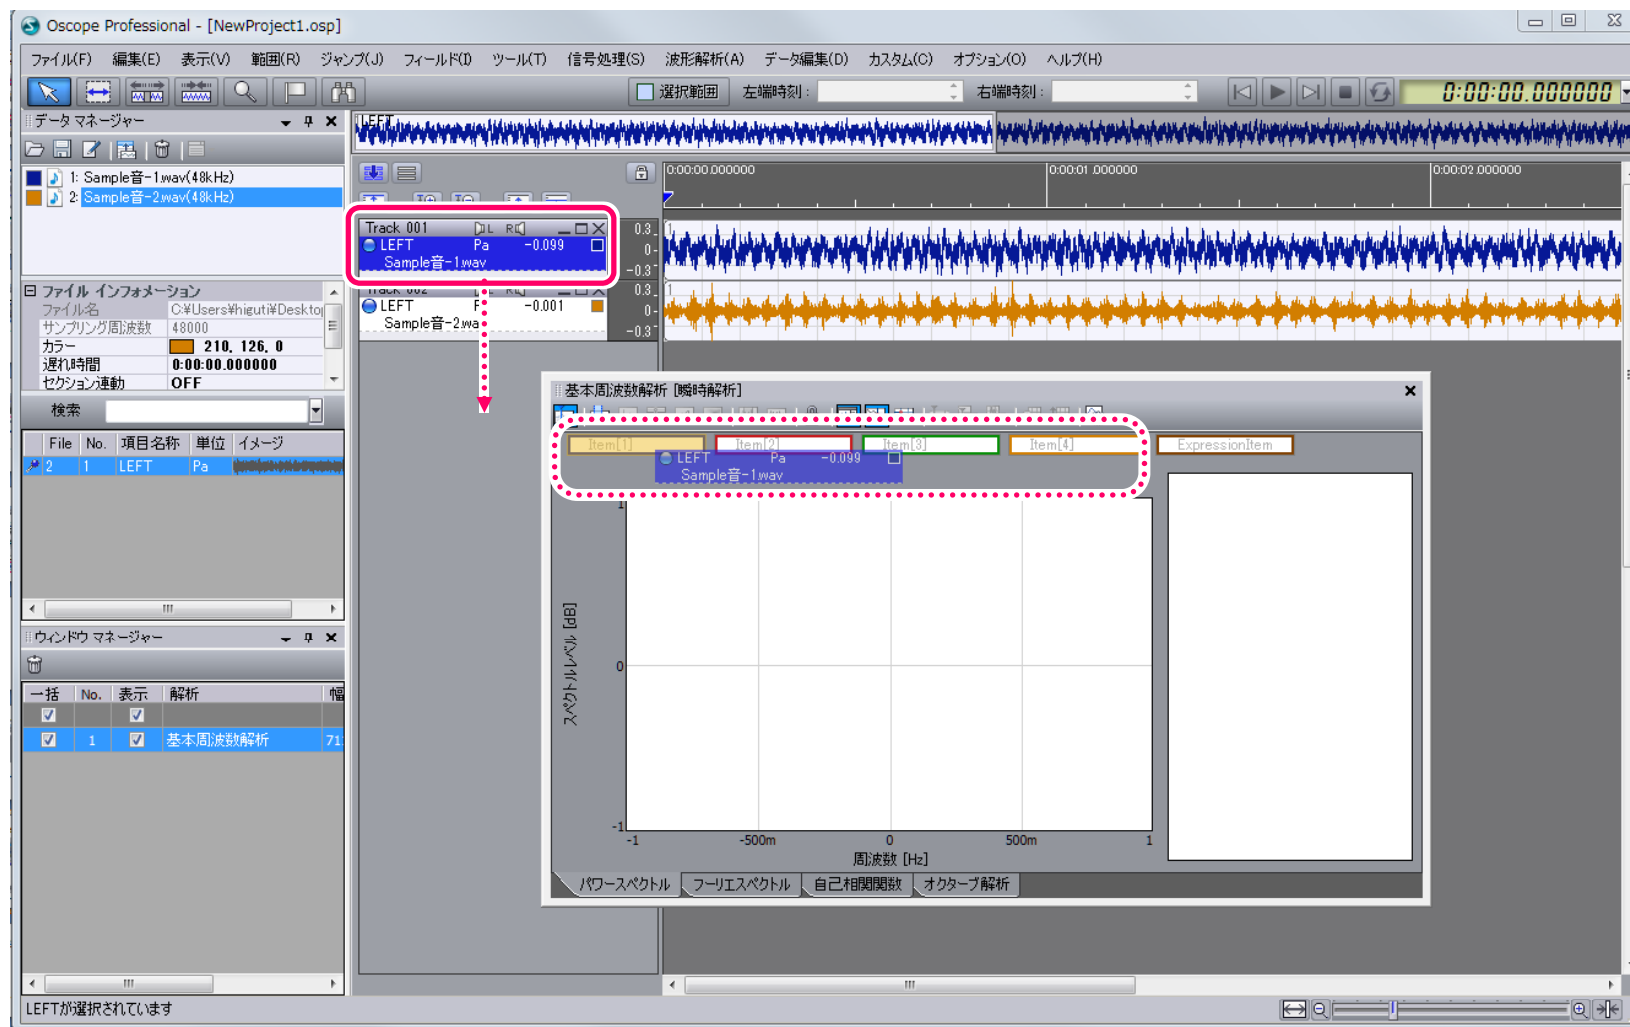 Oscope Professional - [NewProject1.osp]
ファイル(F) 編集(E) 表示(V) 範囲(R) ジャンプ(J) フィールド(I) ツール(T) 信号処理(S) 波形解析(A) データ編集(D) カスタム(C) オプション(O) ヘルプ(H)
選択範囲 左端時刻： 右端時刻： 0:00:00.000000
データ マネージャー
1: Sample音-1.wav(48kHz)
2: Sample音-2.wav(48kHz)
LEFT
0:00:00.000000 0:00:01.000000 0:00:02.000000
Track 001 L R
LEFT Pa -0.099
Sample音-1.wav
0.3
0
-0.3
1
Track 002 L R
LEFT P -0.001
Sample音-2.wa
0.3
0
-0.3
1
ファイル インフォメーション
ファイル名 C:¥Users¥higuti¥Desktop
サンプリング周波数 48000
カラー 210, 126, 0
遅れ時間 0:00:00.000000
セクション連動 OFF
検索
File No. 項目名称 単位 イメージ
2 1 LEFT Pa
ウィンドウ マネージャー
一括 No. 表示 解析 幅
1 基本周波数解析 71
基本周波数解析 [瞬時解析]
Item[1] Item[2] Item[3] Item[4] ExpressionItem
LEFT Pa -0.099
Sample音-1.wav
スペクトルレベル [dB]
1
0
-1
-1 -500m 0 500m 1
周波数 [Hz]
パワースペクトル フーリエスペクトル 自己相関関数 オクターブ解析
LEFTが選択されています